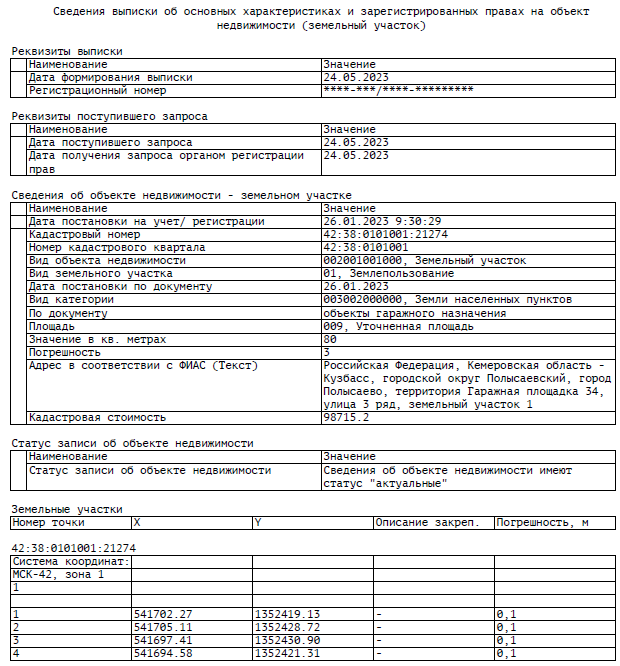 Сведения выписки об основных характеристиках и зарегистрированных правах на объект
недвижимости (земельный участок)
Реквизиты выписки
Наименование Значение
Дата формирования выписки 24.05.2023
Регистрационный номер ****-***/****-*********
Реквизиты поступившего запроса
Наименование Значение
Дата поступившего запроса 24.05.2023
Дата получения запроса органом регистрации 24.05.2023
прав
Сведения об объекте недвижимости - земельном участке
Наименование Значение
Дата постановки на учет/ регистрации 26.01.2023 9:30:29
Кадастровый номер 42:38:0101001:21274
Номер кадастрового квартала 42:38:0101001
Вид объекта недвижимости 002001001000, Земельный участок
Вид земельного участка 01, Землепользование
Дата постановки по документу 26.01.2023
Вид категории 003002000000, Земли населенных пунктов
По документу объекты гаражного назначения
Площадь 009, Уточненная площадь
Значение в кв. метрах 80
Погрешность 3
Адрес в соответствии с ФИАС (Текст) Российская Федерация, Кемеровская область -
Кузбасс, городской округ Полысаевский, город
Полысаево, территория Гаражная площадка 34,
улица 3 ряд, земельный участок 1
Кадастровая стоимость 98715.2
Статус записи об объекте недвижимости
Наименование Значение
Статус записи об объекте недвижимости Сведения об объекте недвижимости имеют
статус "актуальные"
Земельные участки
Номер точки X Y Описание закреп. Погрешность, м
42:38:0101001:21274
Система координат:
МСК-42, зона 1
1
1 541702.27 1352419.13 - 0,1
2 541705.11 1352428.72 - 0,1
3 541697.41 1352430.90 - 0,1
4 541694.58 1352421.31 - 0,1